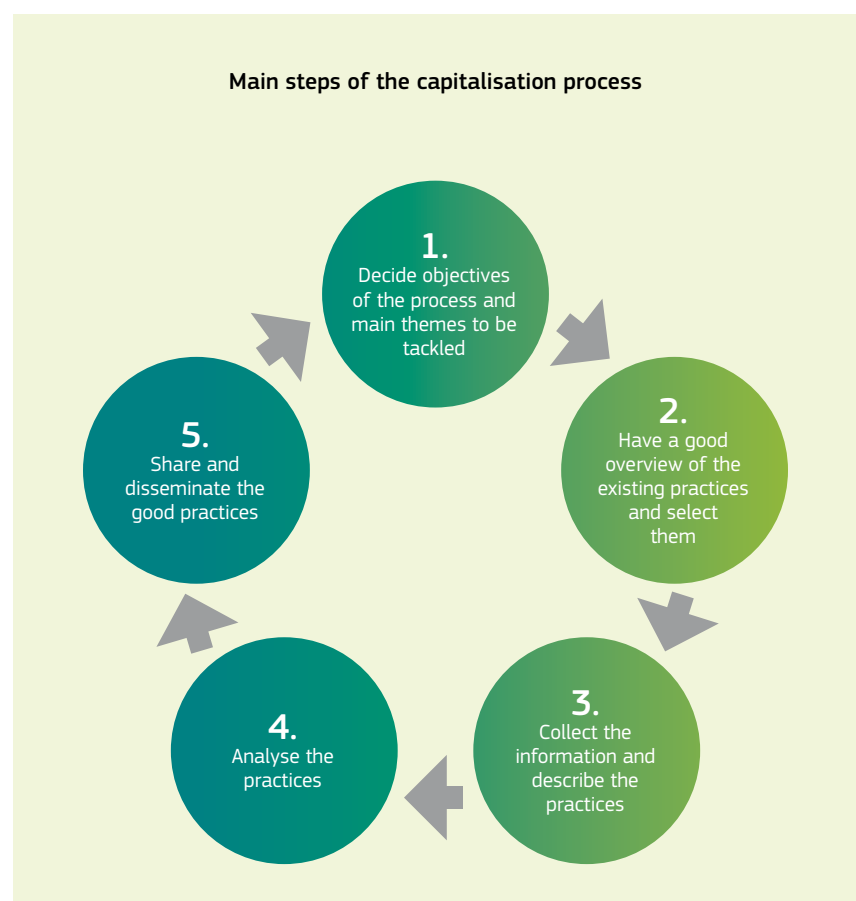 Main steps of the capitalisation process
1.
Decide objectives
of the process and
main themes to be
tackled
2.
Have a good
overview of the
existing practices
and select
them
3.
Collect the
information and
describe the
practices
4.
Analyse the
practices
5.
Share and
disseminate the
good practices